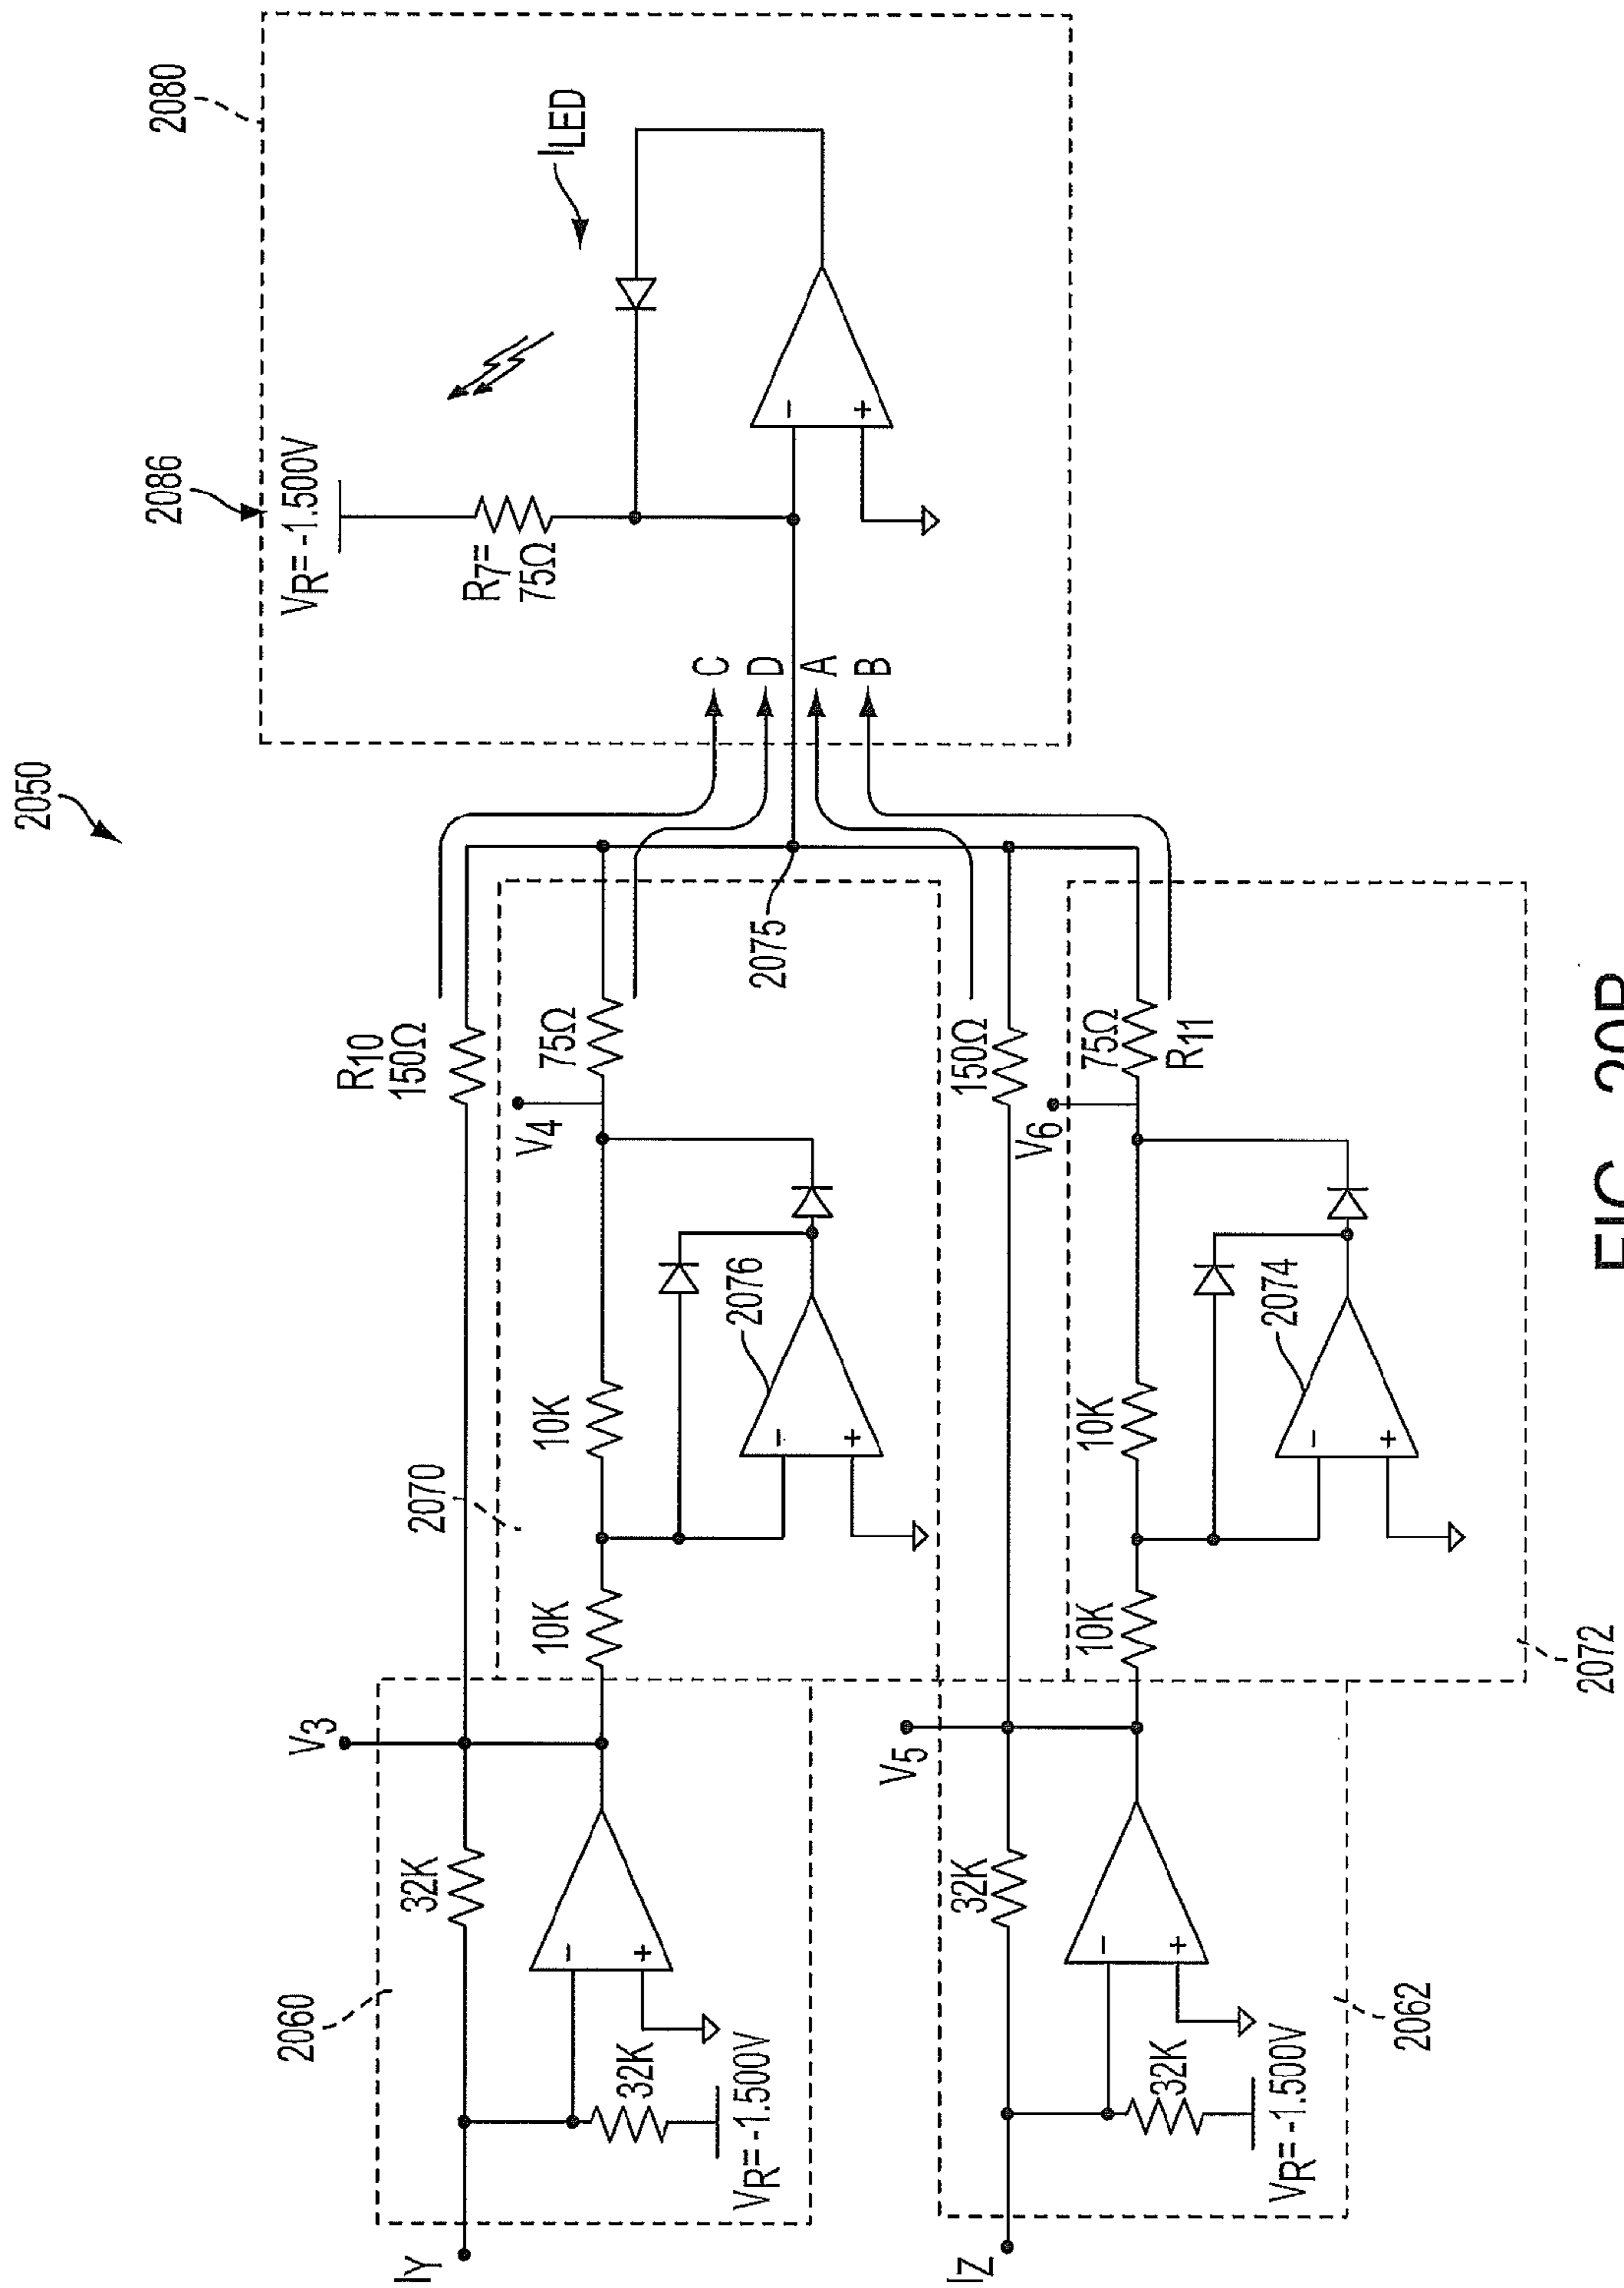 2050
2080
2086
VR= -1.500V
R7=
75Ω
ILED
C
D
A
B
2075
R10
150Ω
75Ω
V4
150Ω
V6
75Ω
R11
2070
10K
10K
2076
10K
10K
2074
2072
V3
V5
2060
32K
32K
VR= -1.500V
32K
32K
VR= -1.500V
2062
IY
IZ